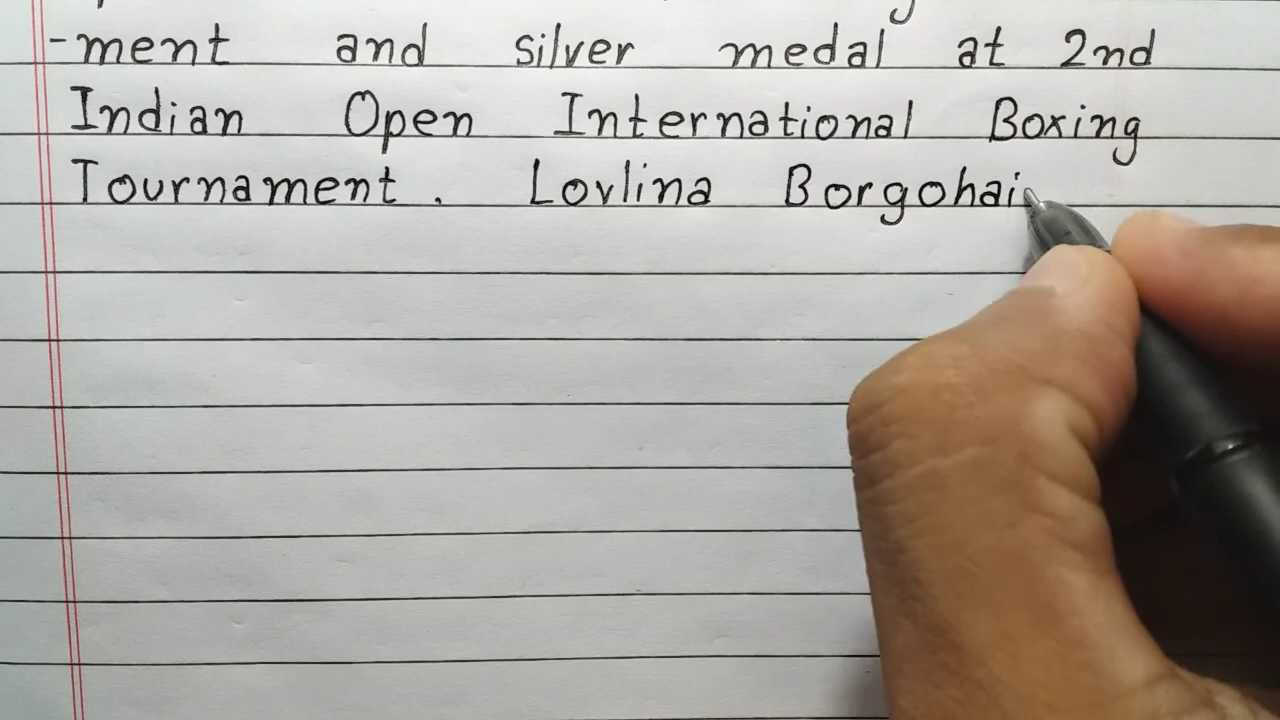 -ment and silver medal at 2nd
Indian Open International Boxing
Tournament. Lovlina Borgohai